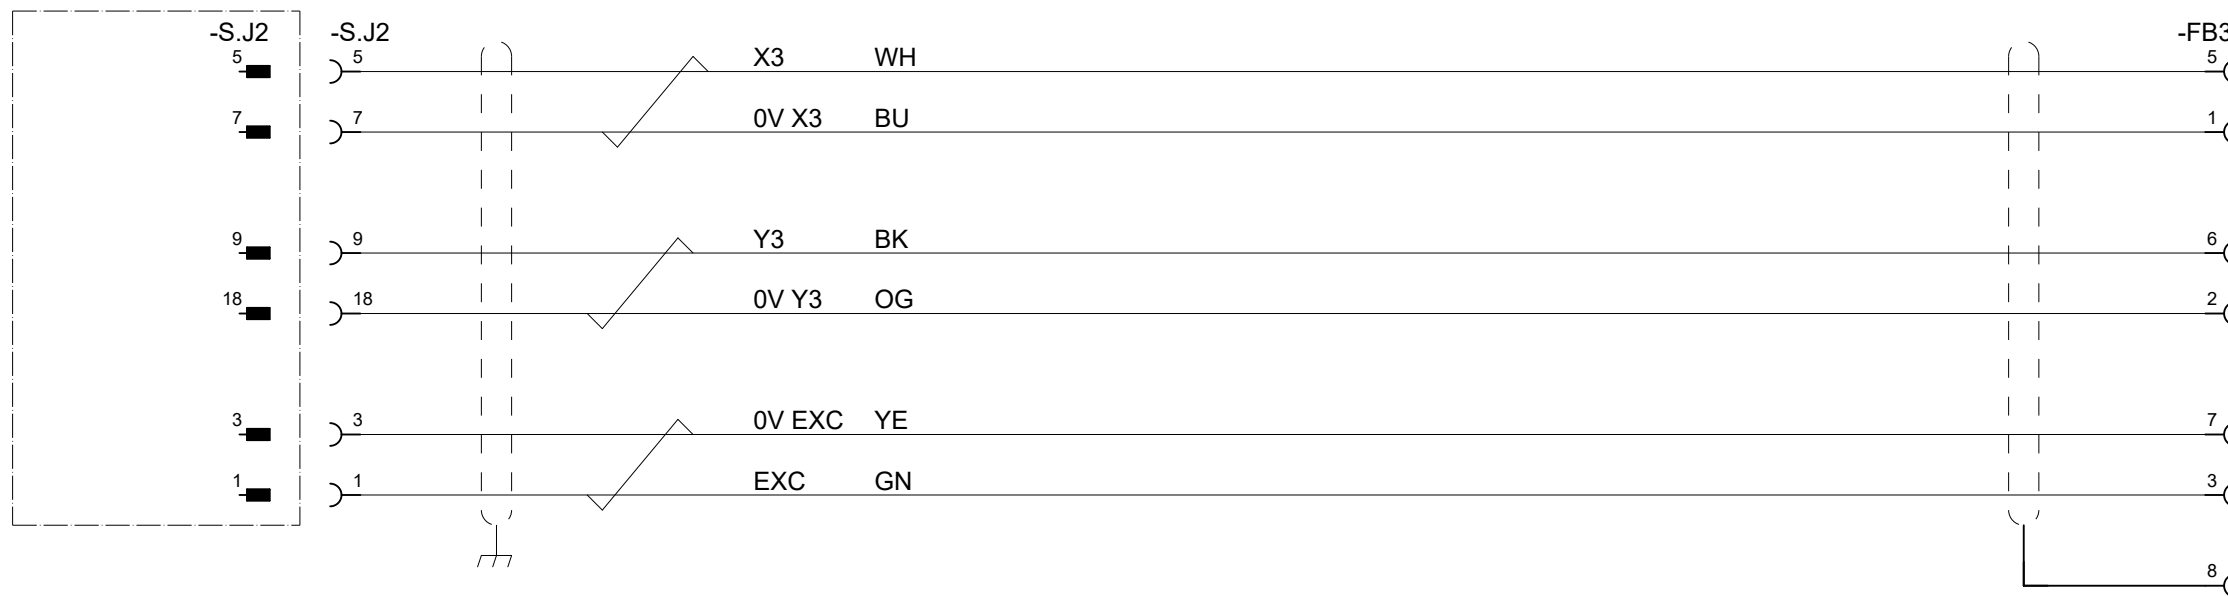 -S.J2 -S.J2 -FB3
5 5 X3 WH 5
7 7 0V X3 BU 1
9 9 Y3 BK 6
18 18 0V Y3 OG 2
3 3 0V EXC YE 7
1 1 EXC GN 3
8